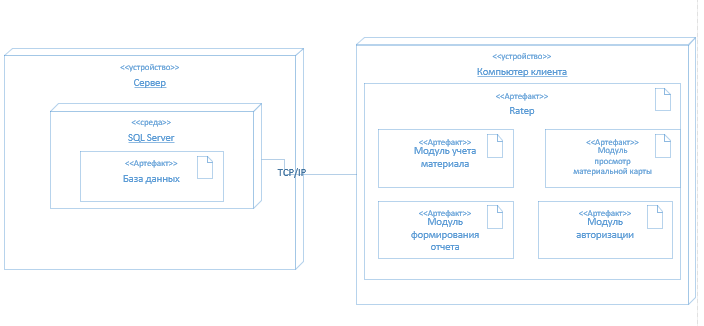 <<устройство>>
Сервер
<<среда>>
SQL Server
<<Артефакт>>
База данных
TCP/IP
<<устройство>>
Компьютер клиента
<<Артефакт>>
Ratep
<<Артефакт>>
Модуль учета
материала
<<Артефакт>>
Модуль
просмотр
материальной карты
<<Артефакт>>
Модуль
формирования
отчета
<<Артефакт>>
Модуль
авторизации